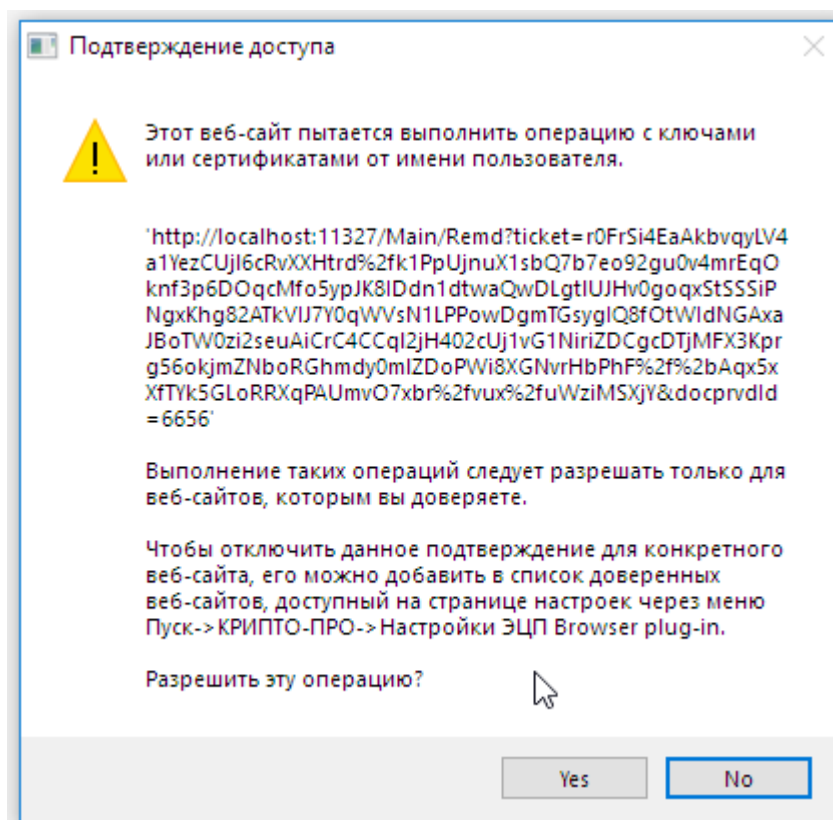 Подтверждение доступа
Этот веб-сайт пытается выполнить операцию с ключами
или сертификатами от имени пользователя.
'http://localhost:11327/Main/Remd?ticket=r0FrSi4EaAkbvqyLV4
a1YezCUjI6cRvXXHtrd%2fk1PpUjnuX1sbQ7b7eo92gu0v4mrEqO
knf3p6DOqcMfo5ypJK8IDdn1dtwaQwDLgtIUJHv0goqxStSSSiP
NgxKhg82ATkVIJ7Y0qWVsN1LPPowDgmTGsygIQ8fOtWIdNGAxa
JBoTW0zi2seuAiCrC4CCqI2jH402cUj1vG1NiriZDCgcDTjMFX3Kpr
g56okjmZNboRGhmdy0mIZDoPWi8XGNvrHbPhF%2f%2bAqx5x
XfTYk5GLoRRXqPAUmvO7xbr%2fvux%2fuWziMSXjY&docprvdId
=6656'
Выполнение таких операций следует разрешать только для
веб-сайтов, которым вы доверяете.
Чтобы отключить данное подтверждение для конкретного
веб-сайта, его можно добавить в список доверенных
веб-сайтов, доступный на странице настроек через меню
Пуск->КРИПТО-ПРО->Настройки ЭЦП Browser plug-in.
Разрешить эту операцию?
Yes
No